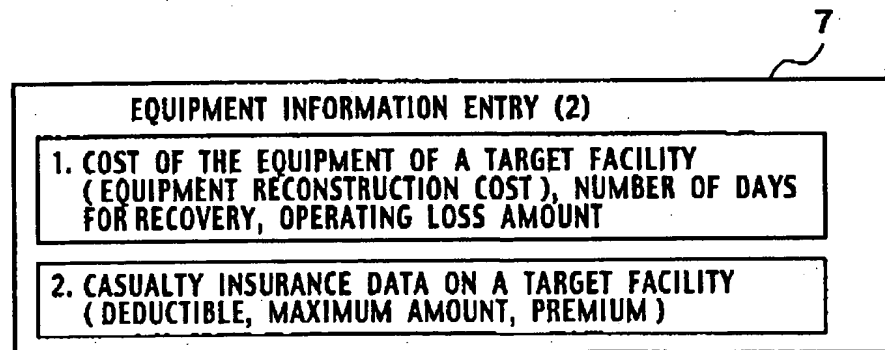 7
EQUIPMENT INFORMATION ENTRY (2)
1. COST OF THE EQUIPMENT OF A TARGET FACILITY
(EQUIPMENT RECONSTRUCTION COST), NUMBER OF DAYS
FOR RECOVERY, OPERATING LOSS AMOUNT
2. CASUALTY INSURANCE DATA ON A TARGET FACILITY
(DEDUCTIBLE, MAXIMUM AMOUNT, PREMIUM)